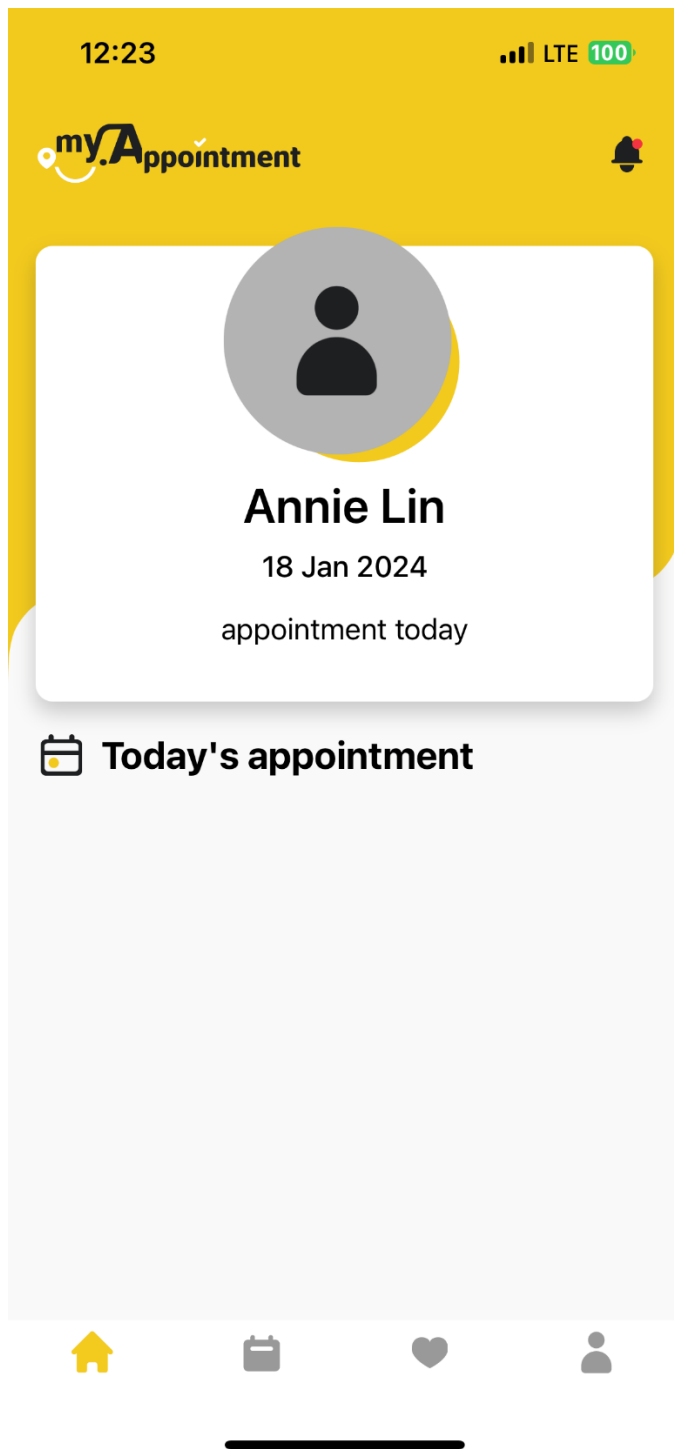 12:23 LTE 100
my.Appointment
Annie Lin
18 Jan 2024
appointment today
Today's appointment